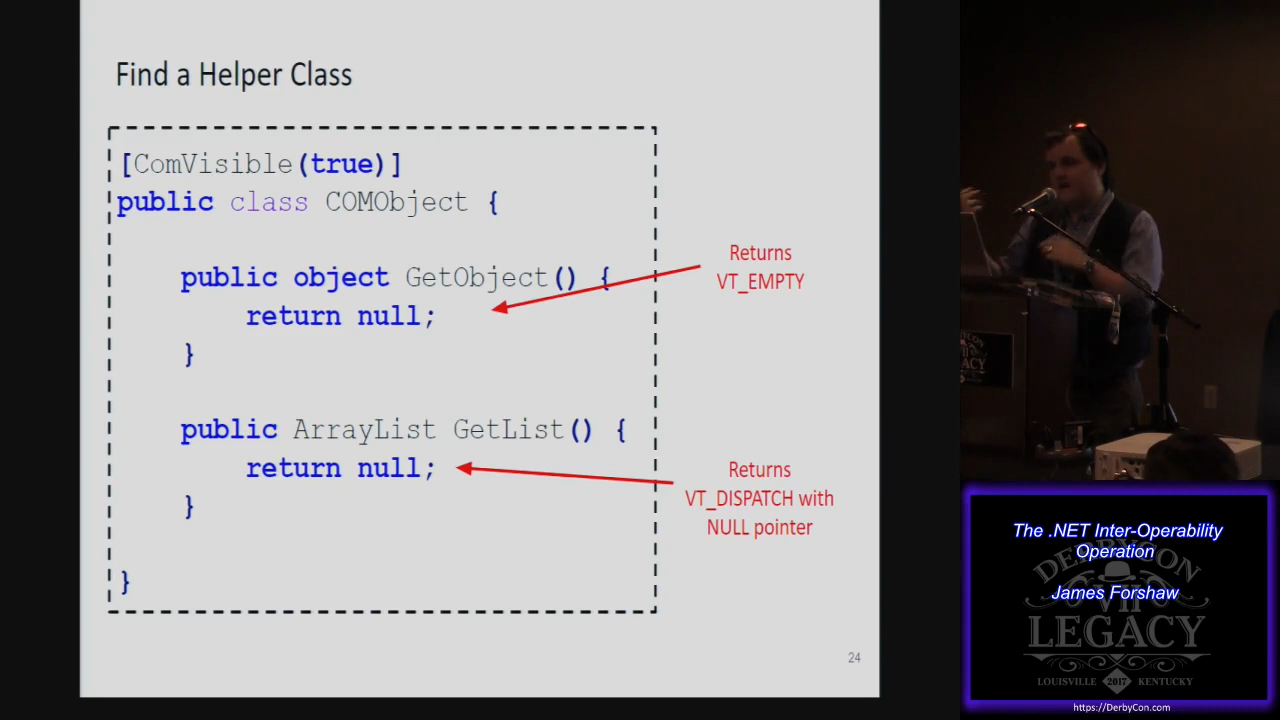 Find a Helper Class
[ComVisible(true)]
public class COMObject {
public object GetObject() {
return null;
}
public ArrayList GetList() {
return null;
}
}
Returns
VT_EMPTY
Returns
VT_DISPATCH with
NULL pointer
24
The .NET Inter-Operability
Operation
James Forshaw
DERBYCON
VII
LEGACY
LOUISVILLE 2017 KENTUCKY
https://DerbyCon.com